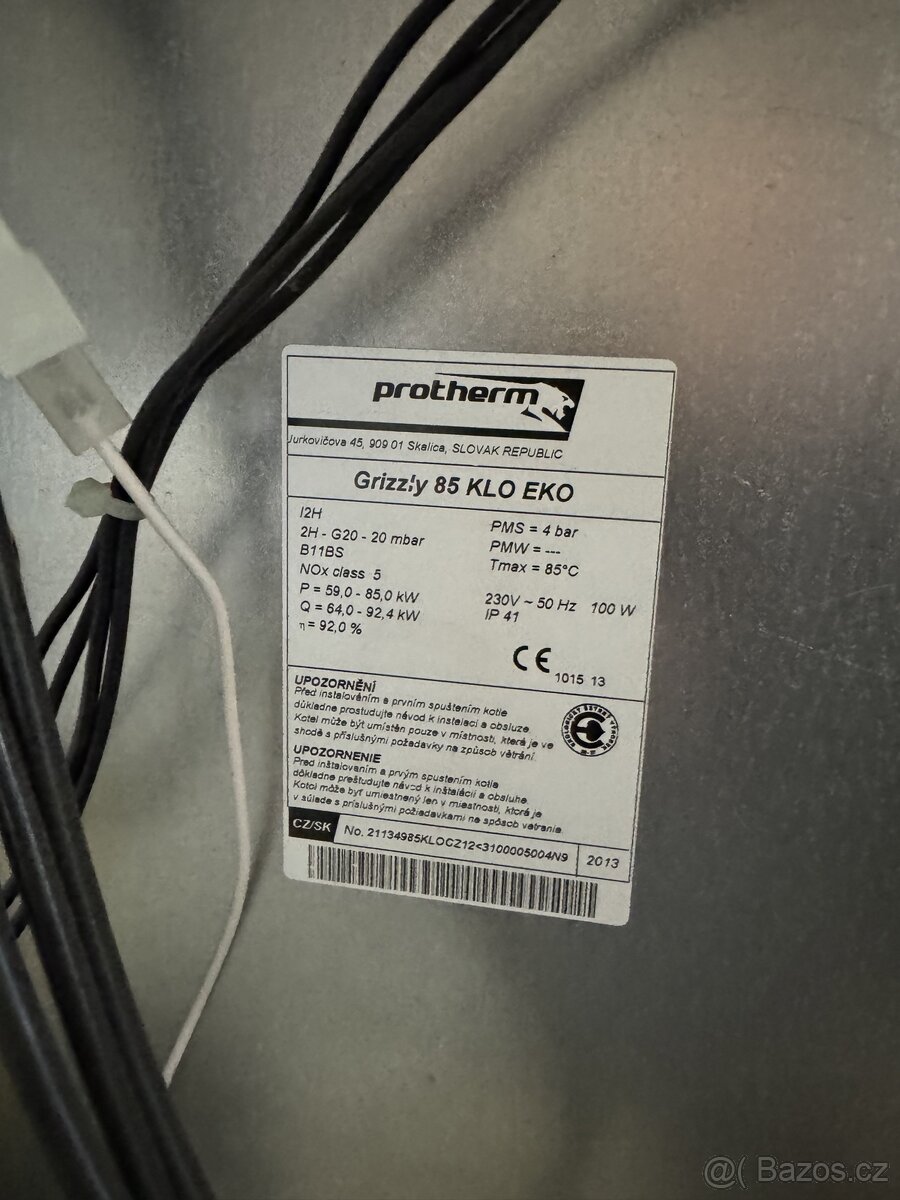 protherm
Jurkovičova 45, 909 01 Skalica, SLOVAK REPUBLIC
Grizzly 85 KLO EKO
I2H
2H - G20 - 20 mbar
B11BS
NOx class 5
P = 59,0 - 85,0 kW
Q = 64,0 - 92,4 kW
η = 92,0 %
PMS = 4 bar
PMW = ---
Tmax = 85°C
230V ~ 50 Hz 100 W
IP 41
CE 1015 13
UPOZORNĚNÍ
Před instalováním a prvním spuštěním kotle
důkladne prostudujte návod k instalaci a obsluze.
Kotel může být umístěn pouze v místnosti, která je ve
shodě s příslušnými požadavky na způsob větrání.
UPOZORNENIE
Pred inštalovaním a prvým spustením kotla
dôkladne preštudujte návod k inštalácii a obsluhe.
Kotol môže byť umiestnený len v miestnosti, ktorá je
v súlade s príslušnými požiadavkami na spôsob vetrania.
EKOLOGICKY ŠETRNÝ VÝROBEK
CZ/SK No. 21134985KLOCZ12<3100005004N9 2013
@( Bazos.cz